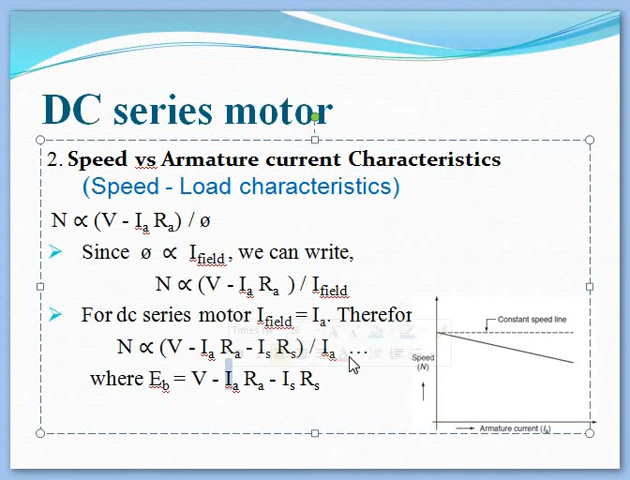 DC series motor
2. Speed vs Armature current Characteristics
(Speed - Load characteristics)
N ∝ (V - Ia Ra) / ø
➢ Since ø ∝ Ifield, we can write,
N ∝ (V - Ia Ra ) / Ifield
➢ For dc series motor Ifield = Ia. Therefor
N ∝ (V - Ia Ra - Is Rs) / Ia ...
where Eb = V - Ia Ra - Is Rs
Constant speed line
Speed
(N)
Armature current (Ia)